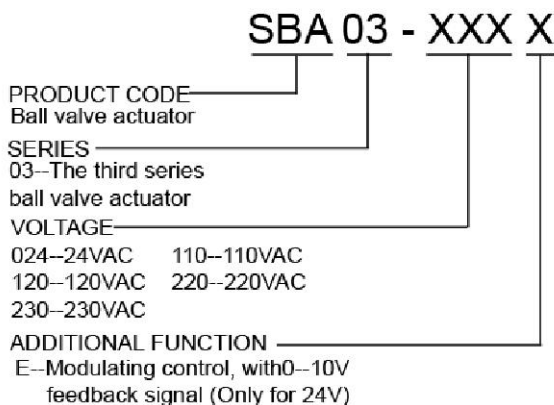 SBA 03 - XXX X
PRODUCT CODE
Ball valve actuator
SERIES
03--The third series
ball valve actuator
VOLTAGE
024--24VAC 110--110VAC
120--120VAC 220--220VAC
230--230VAC
ADDITIONAL FUNCTION
E--Modulating control, with0--10V
feedback signal (Only for 24V)